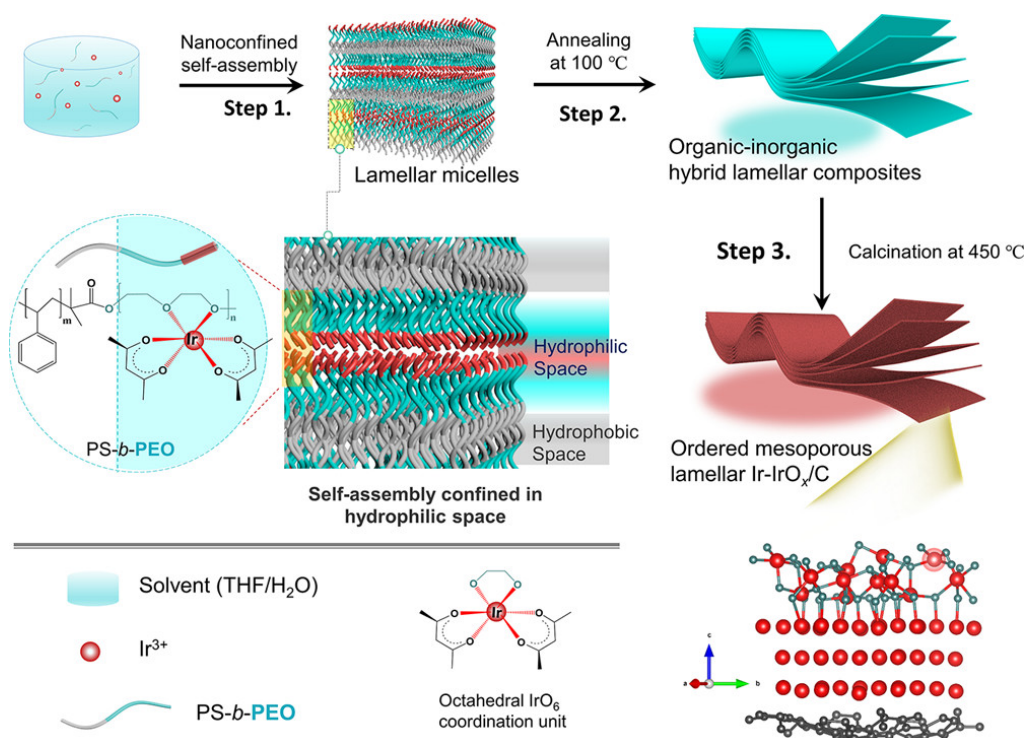 Nanoconfined
self-assembly
Step 1.
Lamellar micelles
Annealing
at 100 ℃
Step 2.
Organic-inorganic
hybrid lamellar composites
Step 3.
Calcination at 450 ℃
Ordered mesoporous
lamellar Ir-IrOₓ/C
m
O
O
O
O
n
Ir
O
O
O
O
PS-b-PEO
Hydrophilic
Space
Hydrophobic
Space
Self-assembly confined in
hydrophilic space
Solvent (THF/H₂O)
Ir³⁺
PS-b-PEO
O
O
Ir
O
O
O
O
Octahedral IrO₆
coordination unit
c
a
b